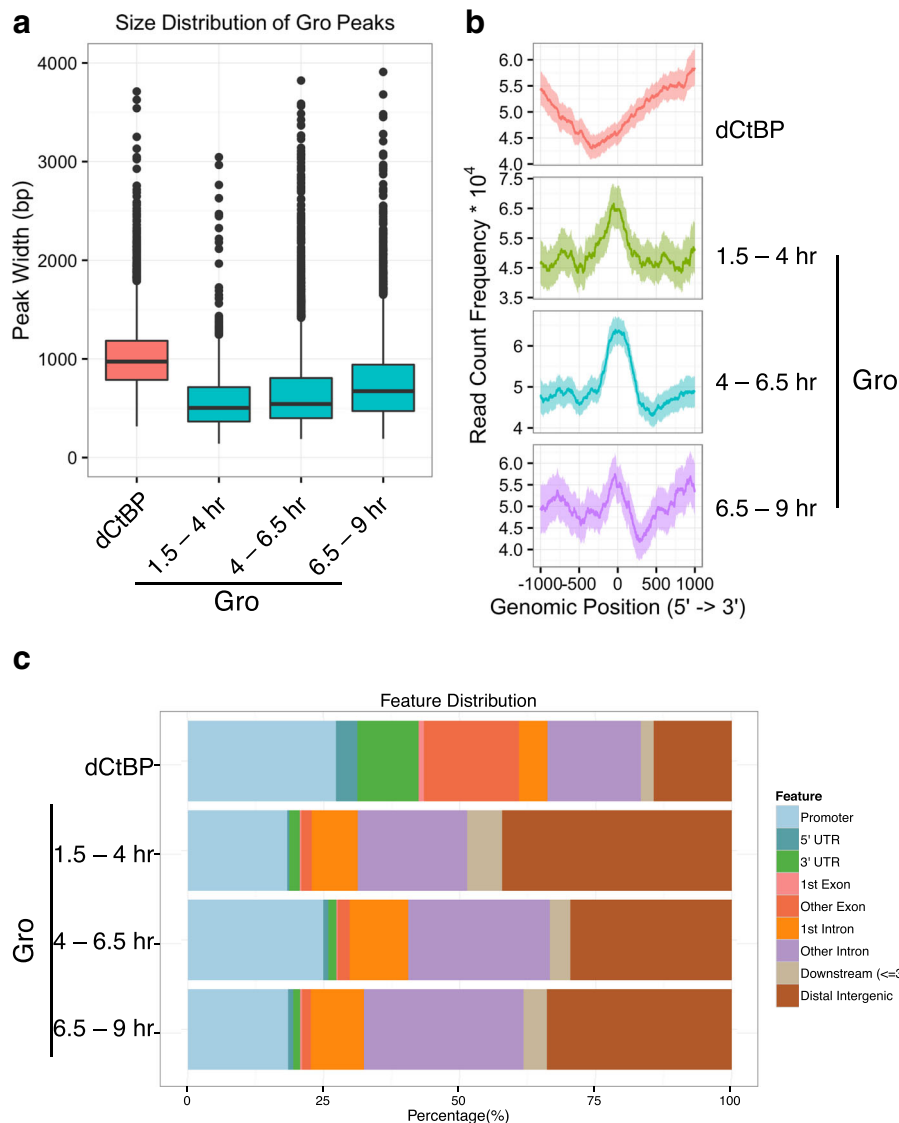 a
Size Distribution of Gro Peaks
Peak Width (bp)
4000
3000
2000
1000
0
dCtBP
1.5 – 4 hr
4 – 6.5 hr
6.5 – 9 hr
Gro
b
Read Count Frequency * 10^4
6.0
5.5
5.0
4.5
4.0
dCtBP
7.5
6.5
5.5
4.5
3.5
1.5 – 4 hr
6
5
4
4 – 6.5 hr
Gro
6.0
5.5
5.0
4.5
4.0
6.5 – 9 hr
-1000 -500 0 500 1000
Genomic Position (5' -> 3')
c
Feature Distribution
dCtBP
1.5 – 4 hr
4 – 6.5 hr
6.5 – 9 hr
Gro
0 25 50 75 100
Percentage(%)
Feature
Promoter
5' UTR
3' UTR
1st Exon
Other Exon
1st Intron
Other Intron
Downstream (<=3
Distal Intergenic